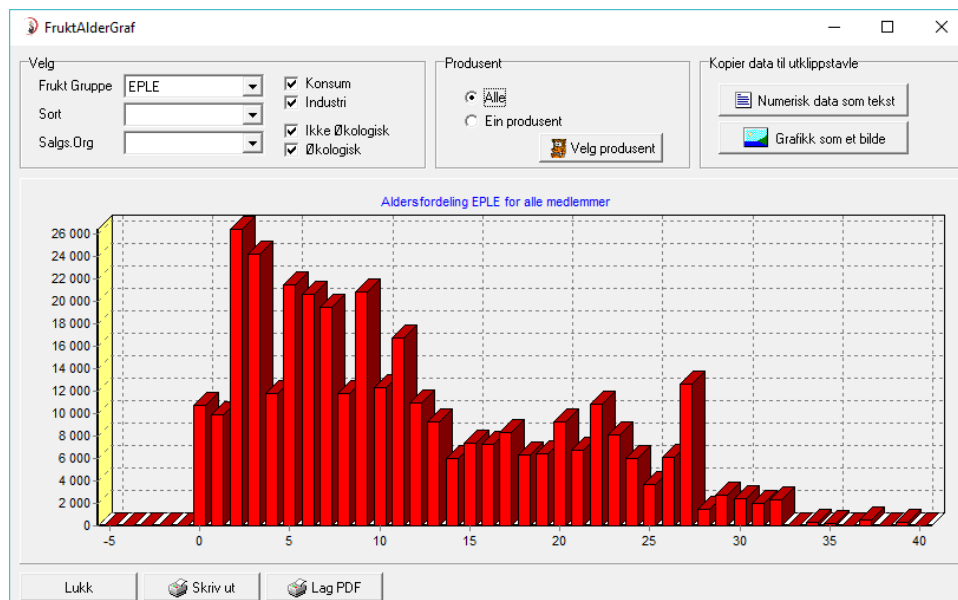 FruktAlderGraf
Velg
Frukt Gruppe
EPLE
Sort
Salgs.Org
Konsum
Industri
Ikke Økologisk
Økologisk
Produsent
Alle
Ein produsent
Velg produsent
Kopier data til utklippstavle
Numerisk data som tekst
Grafikk som et bilde
Aldersfordeling EPLE for alle medlemmer
26 000
24 000
22 000
20 000
18 000
16 000
14 000
12 000
10 000
8 000
6 000
4 000
2 000
0
-5 0 5 10 15 20 25 30 35 40
Lukk
Skriv ut
Lag PDF